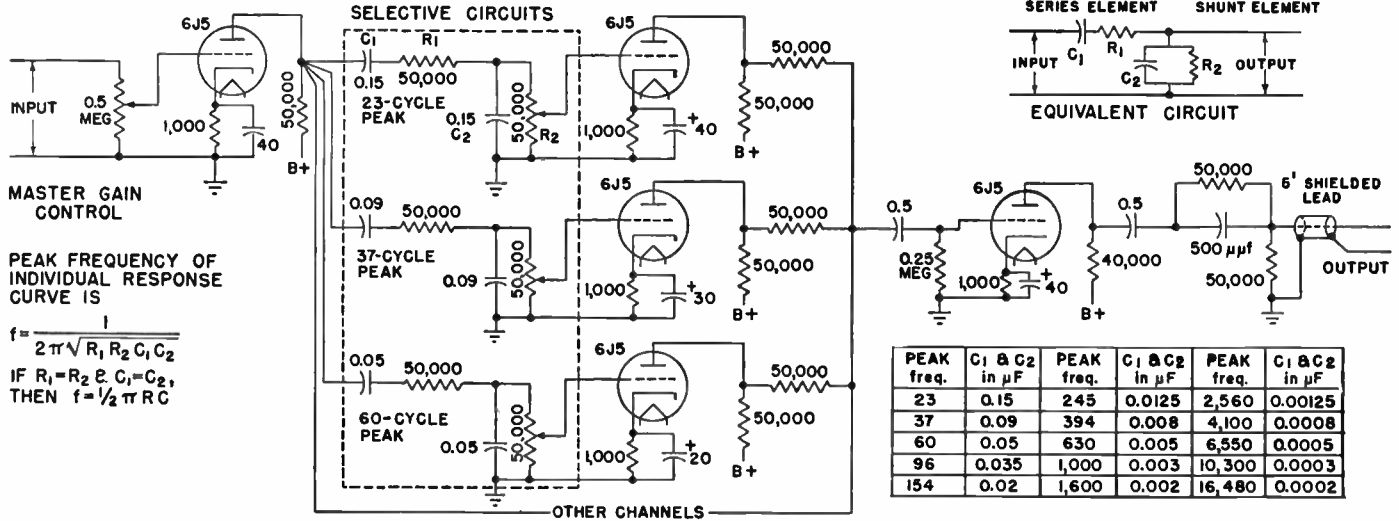 SELECTIVE CIRCUITS
6J5
INPUT
0.5 MEG
1,000
40
50,000
B+
MASTER GAIN
CONTROL
PEAK FREQUENCY OF
INDIVIDUAL RESPONSE
CURVE IS
f= 1 / 2π√R1 R2 C1 C2
IF R1=R2 & C1=C2,
THEN f=1/2 πRC
C1
0.15
R1
50,000
23-CYCLE
PEAK
0.15
C2
50,000
R2
6J5
1,000
+40
50,000
50,000
B+
0.09
50,000
37-CYCLE
PEAK
0.09
50,000
6J5
1,000
+30
50,000
50,000
B+
0.05
50,000
60-CYCLE
PEAK
0.05
50,000
6J5
1,000
+20
50,000
50,000
B+
OTHER CHANNELS
SERIES ELEMENT
SHUNT ELEMENT
INPUT
C1
R1
C2
R2
OUTPUT
EQUIVALENT CIRCUIT
0.5
0.25 MEG
6J5
1,000
+40
0.5
40,000
B+
50,000
500 μμf
50,000
6' SHIELDED
LEAD
OUTPUT
PEAK freq. C1 & C2 in μF PEAK freq. C1 & C2 in μF PEAK freq. C1 & C2 in μF
23 0.15 245 0.0125 2,560 0.00125
37 0.09 394 0.008 4,100 0.0008
60 0.05 630 0.005 6,550 0.0005
96 0.035 1,000 0.003 10,300 0.0003
154 0.02 1,600 0.002 16,480 0.0002